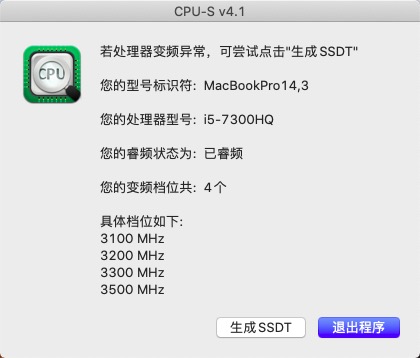 CPU-S v4.1
CPU
若处理器变频异常，可尝试点击"生成SSDT"
您的型号标识符：MacBookPro14,3
您的处理器型号：i5-7300HQ
您的睿频状态为：已睿频
您的变频档位共：4个
具体档位如下:
3100 MHz
3200 MHz
3300 MHz
3500 MHz
生成SSDT
退出程序